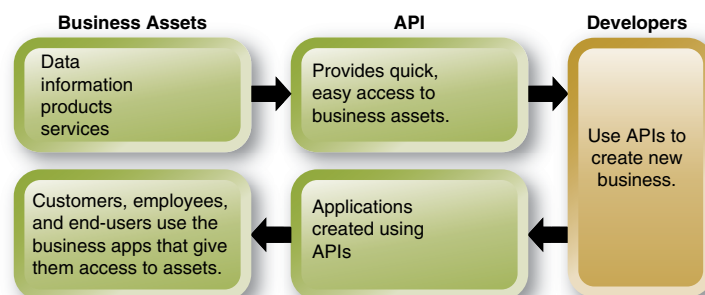 Business Assets
API
Developers
Data
information
products
services
Provides quick,
easy access to
business assets.
Use APIs to
create new
business.
Applications
created using
APIs
Customers, employees,
and end-users use the
business apps that give
them access to assets.